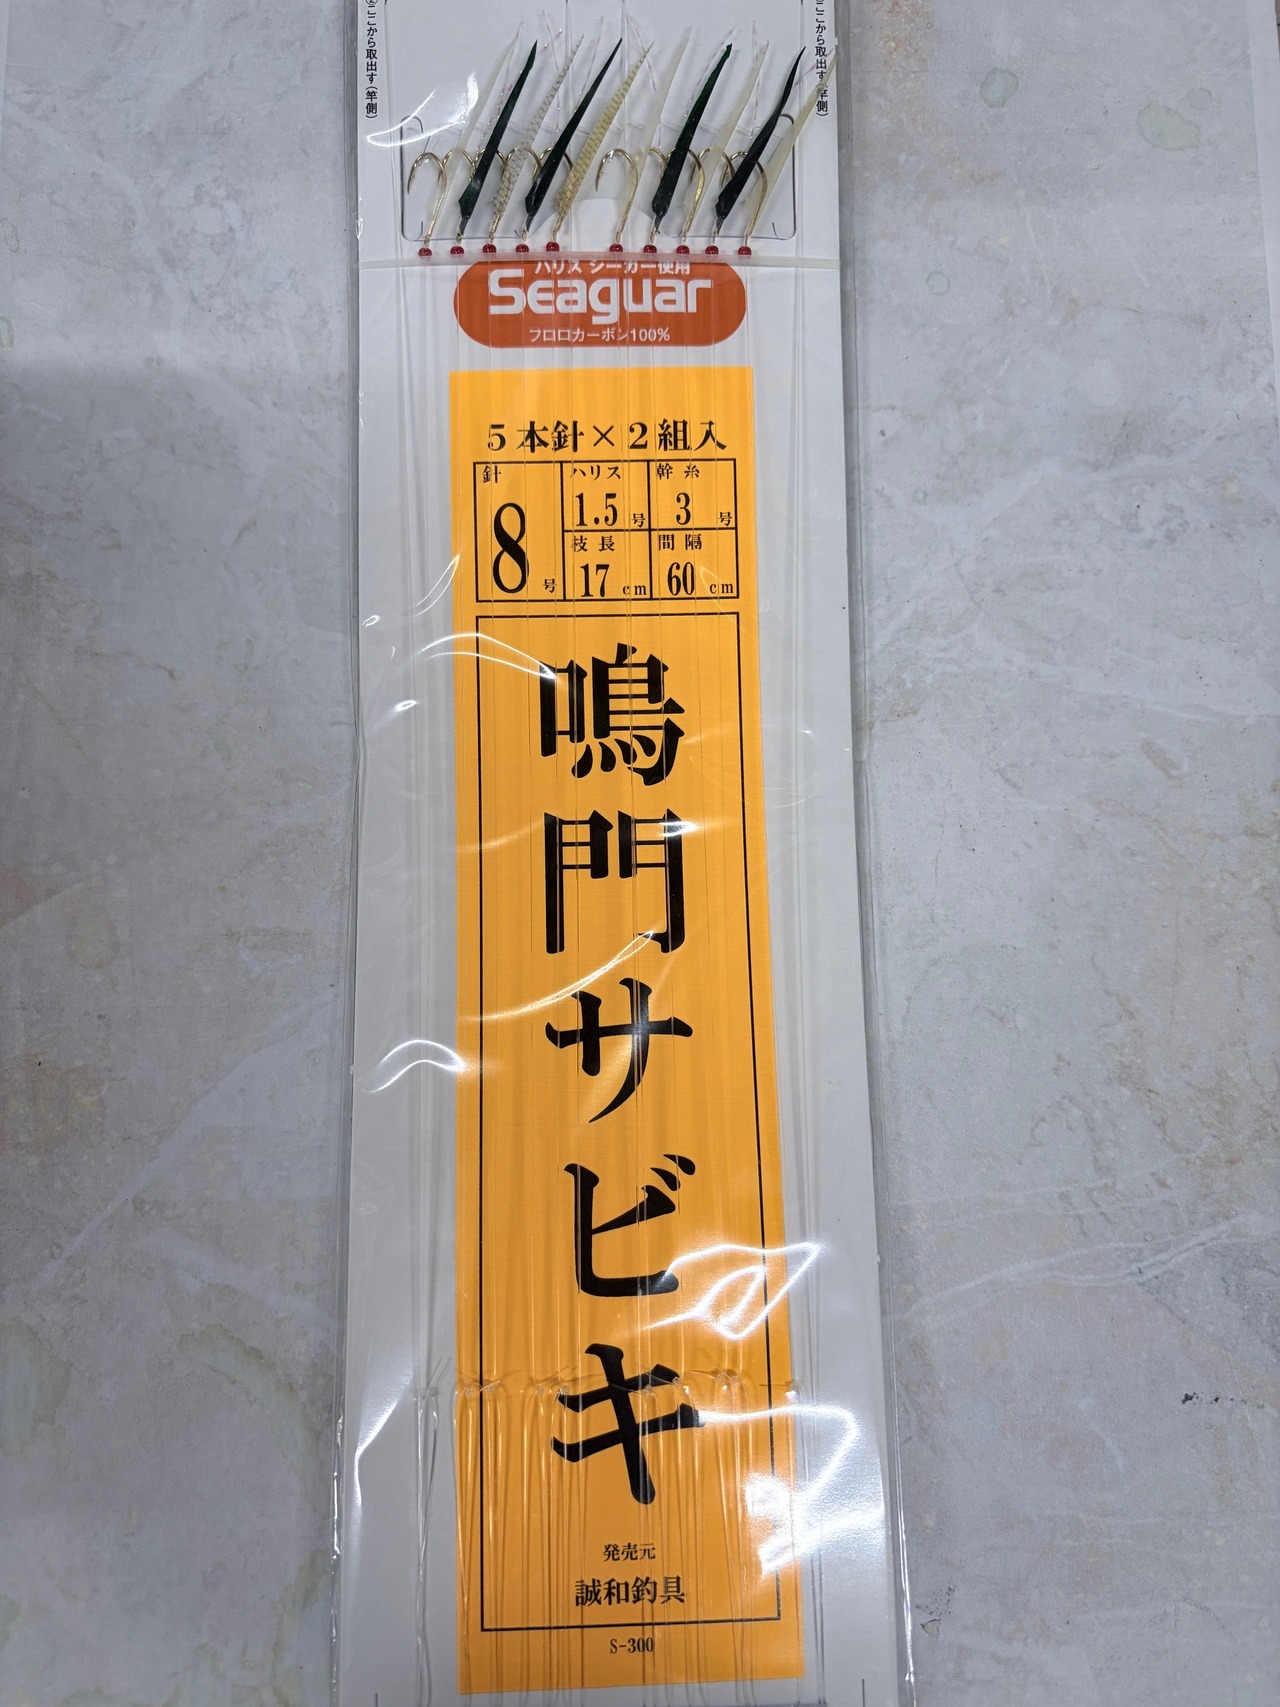 ②ここから取出す(竿側)
ここから取出す(竿側)
ハリス シーガー使用
Seaguar
フロロカーボン100%
5本針×2組入
針 8号
ハリス 1.5号
幹糸 3号
枝長 17cm
間隔 60cm
鳴門サビキ
発売元
誠和釣具
S-300